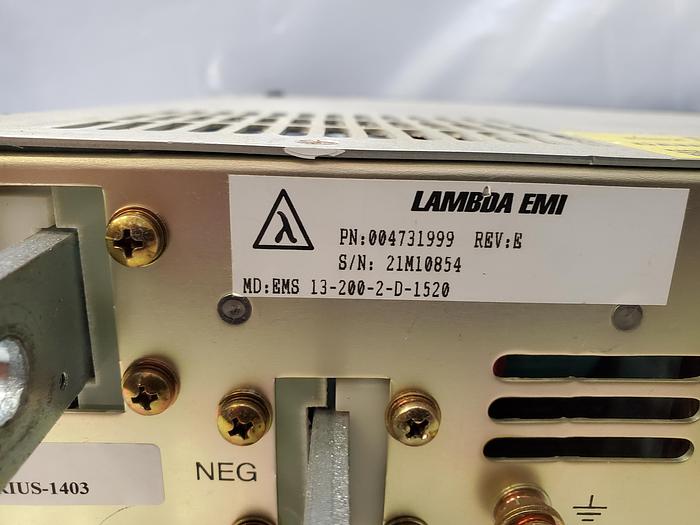 LAMBDA EMI
λ
PN:004731999 REV:E
S/N: 21M10854
MD:EMS 13-200-2-D-1520
NEG